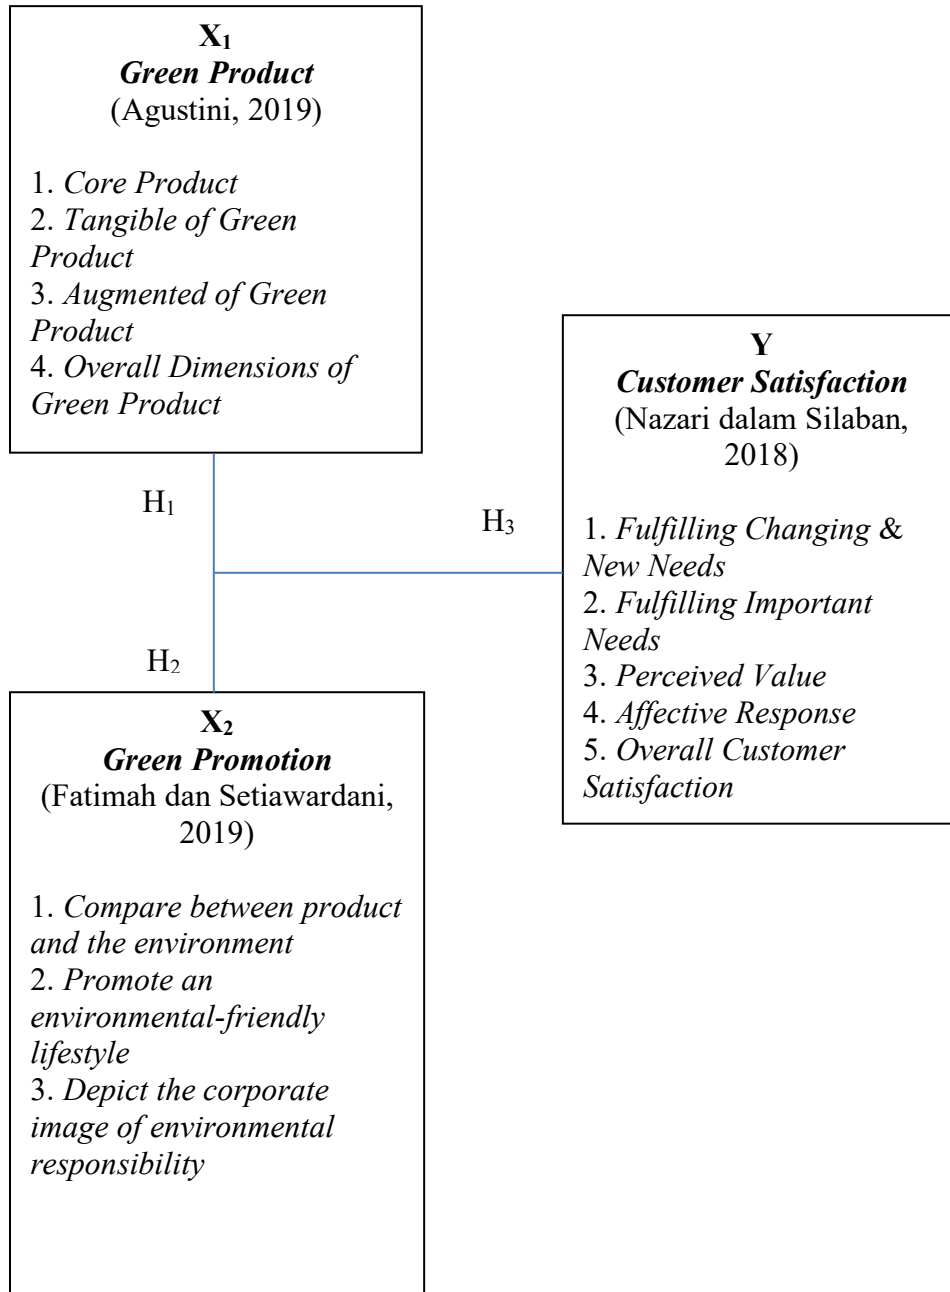 X₁
Green Product
(Agustini, 2019)
1. Core Product
2. Tangible of Green
Product
3. Augmented of Green
Product
4. Overall Dimensions of
Green Product
H₁
H₃
H₂
Y
Customer Satisfaction
(Nazari dalam Silaban,
2018)
1. Fulfilling Changing &
New Needs
2. Fulfilling Important
Needs
3. Perceived Value
4. Affective Response
5. Overall Customer
Satisfaction
X₂
Green Promotion
(Fatimah dan Setiawardani,
2019)
1. Compare between product
and the environment
2. Promote an
environmental-friendly
lifestyle
3. Depict the corporate
image of environmental
responsibility